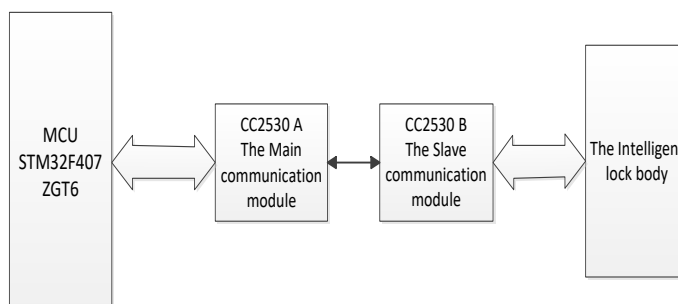 MCU
STM32F407
ZGT6
CC2530 A
The Main
communication
module
CC2530 B
The Slave
communication
module
The Intelligen
lock body